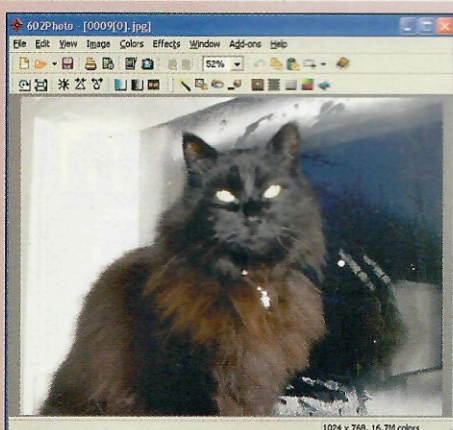 602Photo - [0009[0].jpg]
File Edit View Image Colors Effects Window Add-ons Help
52%
1024 x 768, 16.7M colors